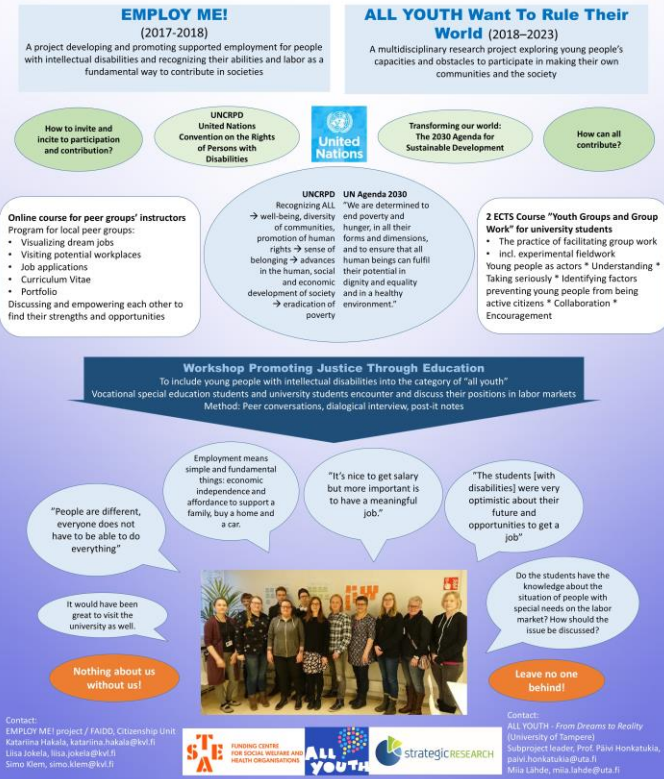 EMPLOY ME!
(2017-2018)
A project developing and promoting supported employment for people
with intellectual disabilities and recognizing their abilities and labor as a
fundamental way to contribute in societies
ALL YOUTH Want To Rule Their
World (2018–2023)
A multidisciplinary research project exploring young people's
capacities and obstacles to participate in making their own
communities and the society
How to invite and
incite to participation
and contribution?
UNCRPD
United Nations
Convention on the Rights
of Persons with
Disabilities
United
Nations
Transforming our world:
The 2030 Agenda for
Sustainable Development
How can all
contribute?
Online course for peer groups' instructors
Program for local peer groups:
• Visualizing dream jobs
• Visiting potential workplaces
• Job applications
• Curriculum Vitae
• Portfolio
Discussing and empowering each other to
find their strengths and opportunities
UNCRPD
Recognizing ALL
→ well-being, diversity
of communities,
promotion of human
rights → sense of
belonging → advances
in the human, social
and economic
development of society
→ eradication of
poverty
UN Agenda 2030
"We are determined to
end poverty and
hunger, in all their
forms and dimensions,
and to ensure that all
human beings can fulfil
their potential in
dignity and equality
and in a healthy
environment."
2 ECTS Course "Youth Groups and Group
Work" for university students
• The practice of facilitating group work
• incl. experimental fieldwork
Young people as actors * Understanding *
Taking seriously * Identifying factors
preventing young people from being
active citizens * Collaboration *
Encouragement
Workshop Promoting Justice Through Education
To include young people with intellectual disabilities into the category of "all youth"
Vocational special education students and university students encounter and discuss their positions in labor markets
Method: Peer conversations, dialogical interview, post-it notes
"People are different,
everyone does not
have to be able to do
everything"
Employment means
simple and fundamental
things: economic
independence and
affordance to support a
family, buy a home and
a car.
"It's nice to get salary
but more important is
to have a meaningful
job."
"The students [with
disabilities] were very
optimistic about their
future and
opportunities to get a
job"
It would have been
great to visit the
university as well.
Do the students have the
knowledge about the
situation of people with
special needs on the labor
market? How should the
issue be discussed?
Nothing about us
without us!
Leave no one
behind!
Contact:
EMPLOY ME! project / FAIDD, Citizenship Unit
Katariina Hakala, katariina.hakala@kvl.fi
Liisa Jokela, liisa.jokela@kvl.fi
Simo Klem, simo.klem@kvl.fi
STEA
FUNDING CENTRE
FOR SOCIAL WELFARE AND
HEALTH ORGANISATIONS
ALL
YOUTH
strategicRESEARCH
Contact:
ALL YOUTH - From Dreams to Reality
(University of Tampere)
Subproject leader, Prof. Päivi Honkatukia,
paivi.honkatukia@uta.fi
Miia Lähde, miia.lahde@uta.fi